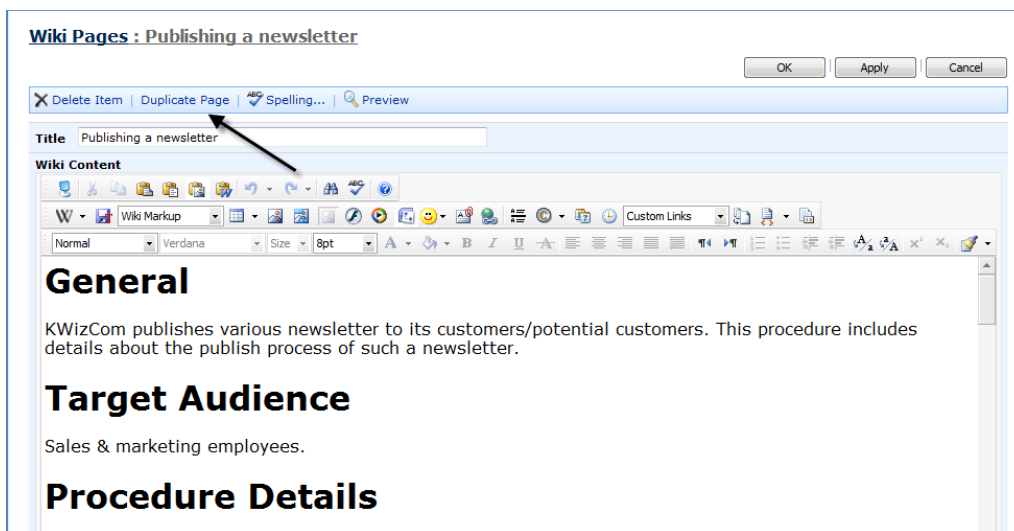 Wiki Pages : Publishing a newsletter
OK | Apply | Cancel
Delete Item | Duplicate Page | ABC Spelling... | Preview
Title Publishing a newsletter
Wiki Content
ABC
W Wiki Markup Custom Links
Normal Verdana Size 8pt A B I U A
General
KWizCom publishes various newsletter to its customers/potential customers. This procedure includes
details about the publish process of such a newsletter.
Target Audience
Sales & marketing employees.
Procedure Details